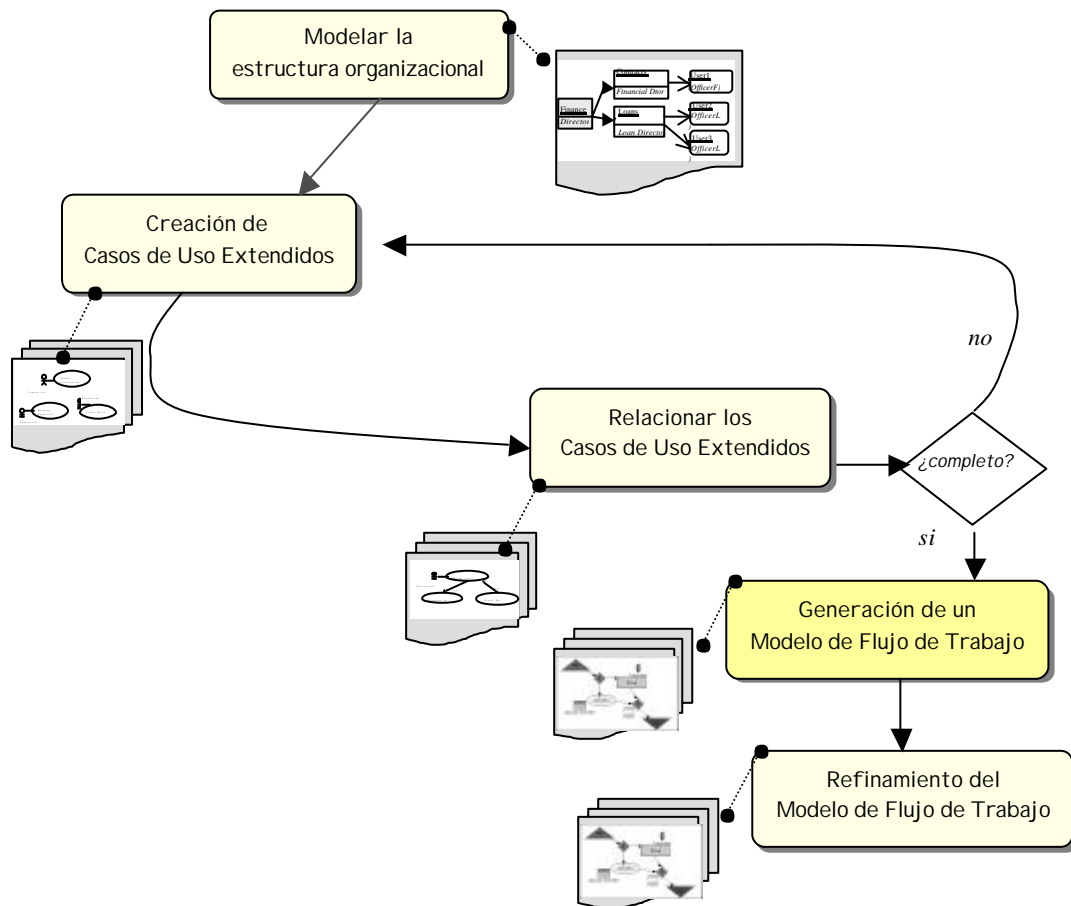 Modelar la
estructura organizacional
User1
OfficerF)
Financial Dtor
Finance
Director
Loans
Loan Directo
User2
OfficerL
)
User3
OfficerL
)
Creación de
Casos de Uso Extendidos
no
Relacionar los
Casos de Uso Extendidos
¿completo?
si
Generación de un
Modelo de Flujo de Trabajo
Refinamiento del
Modelo de Flujo de Trabajo